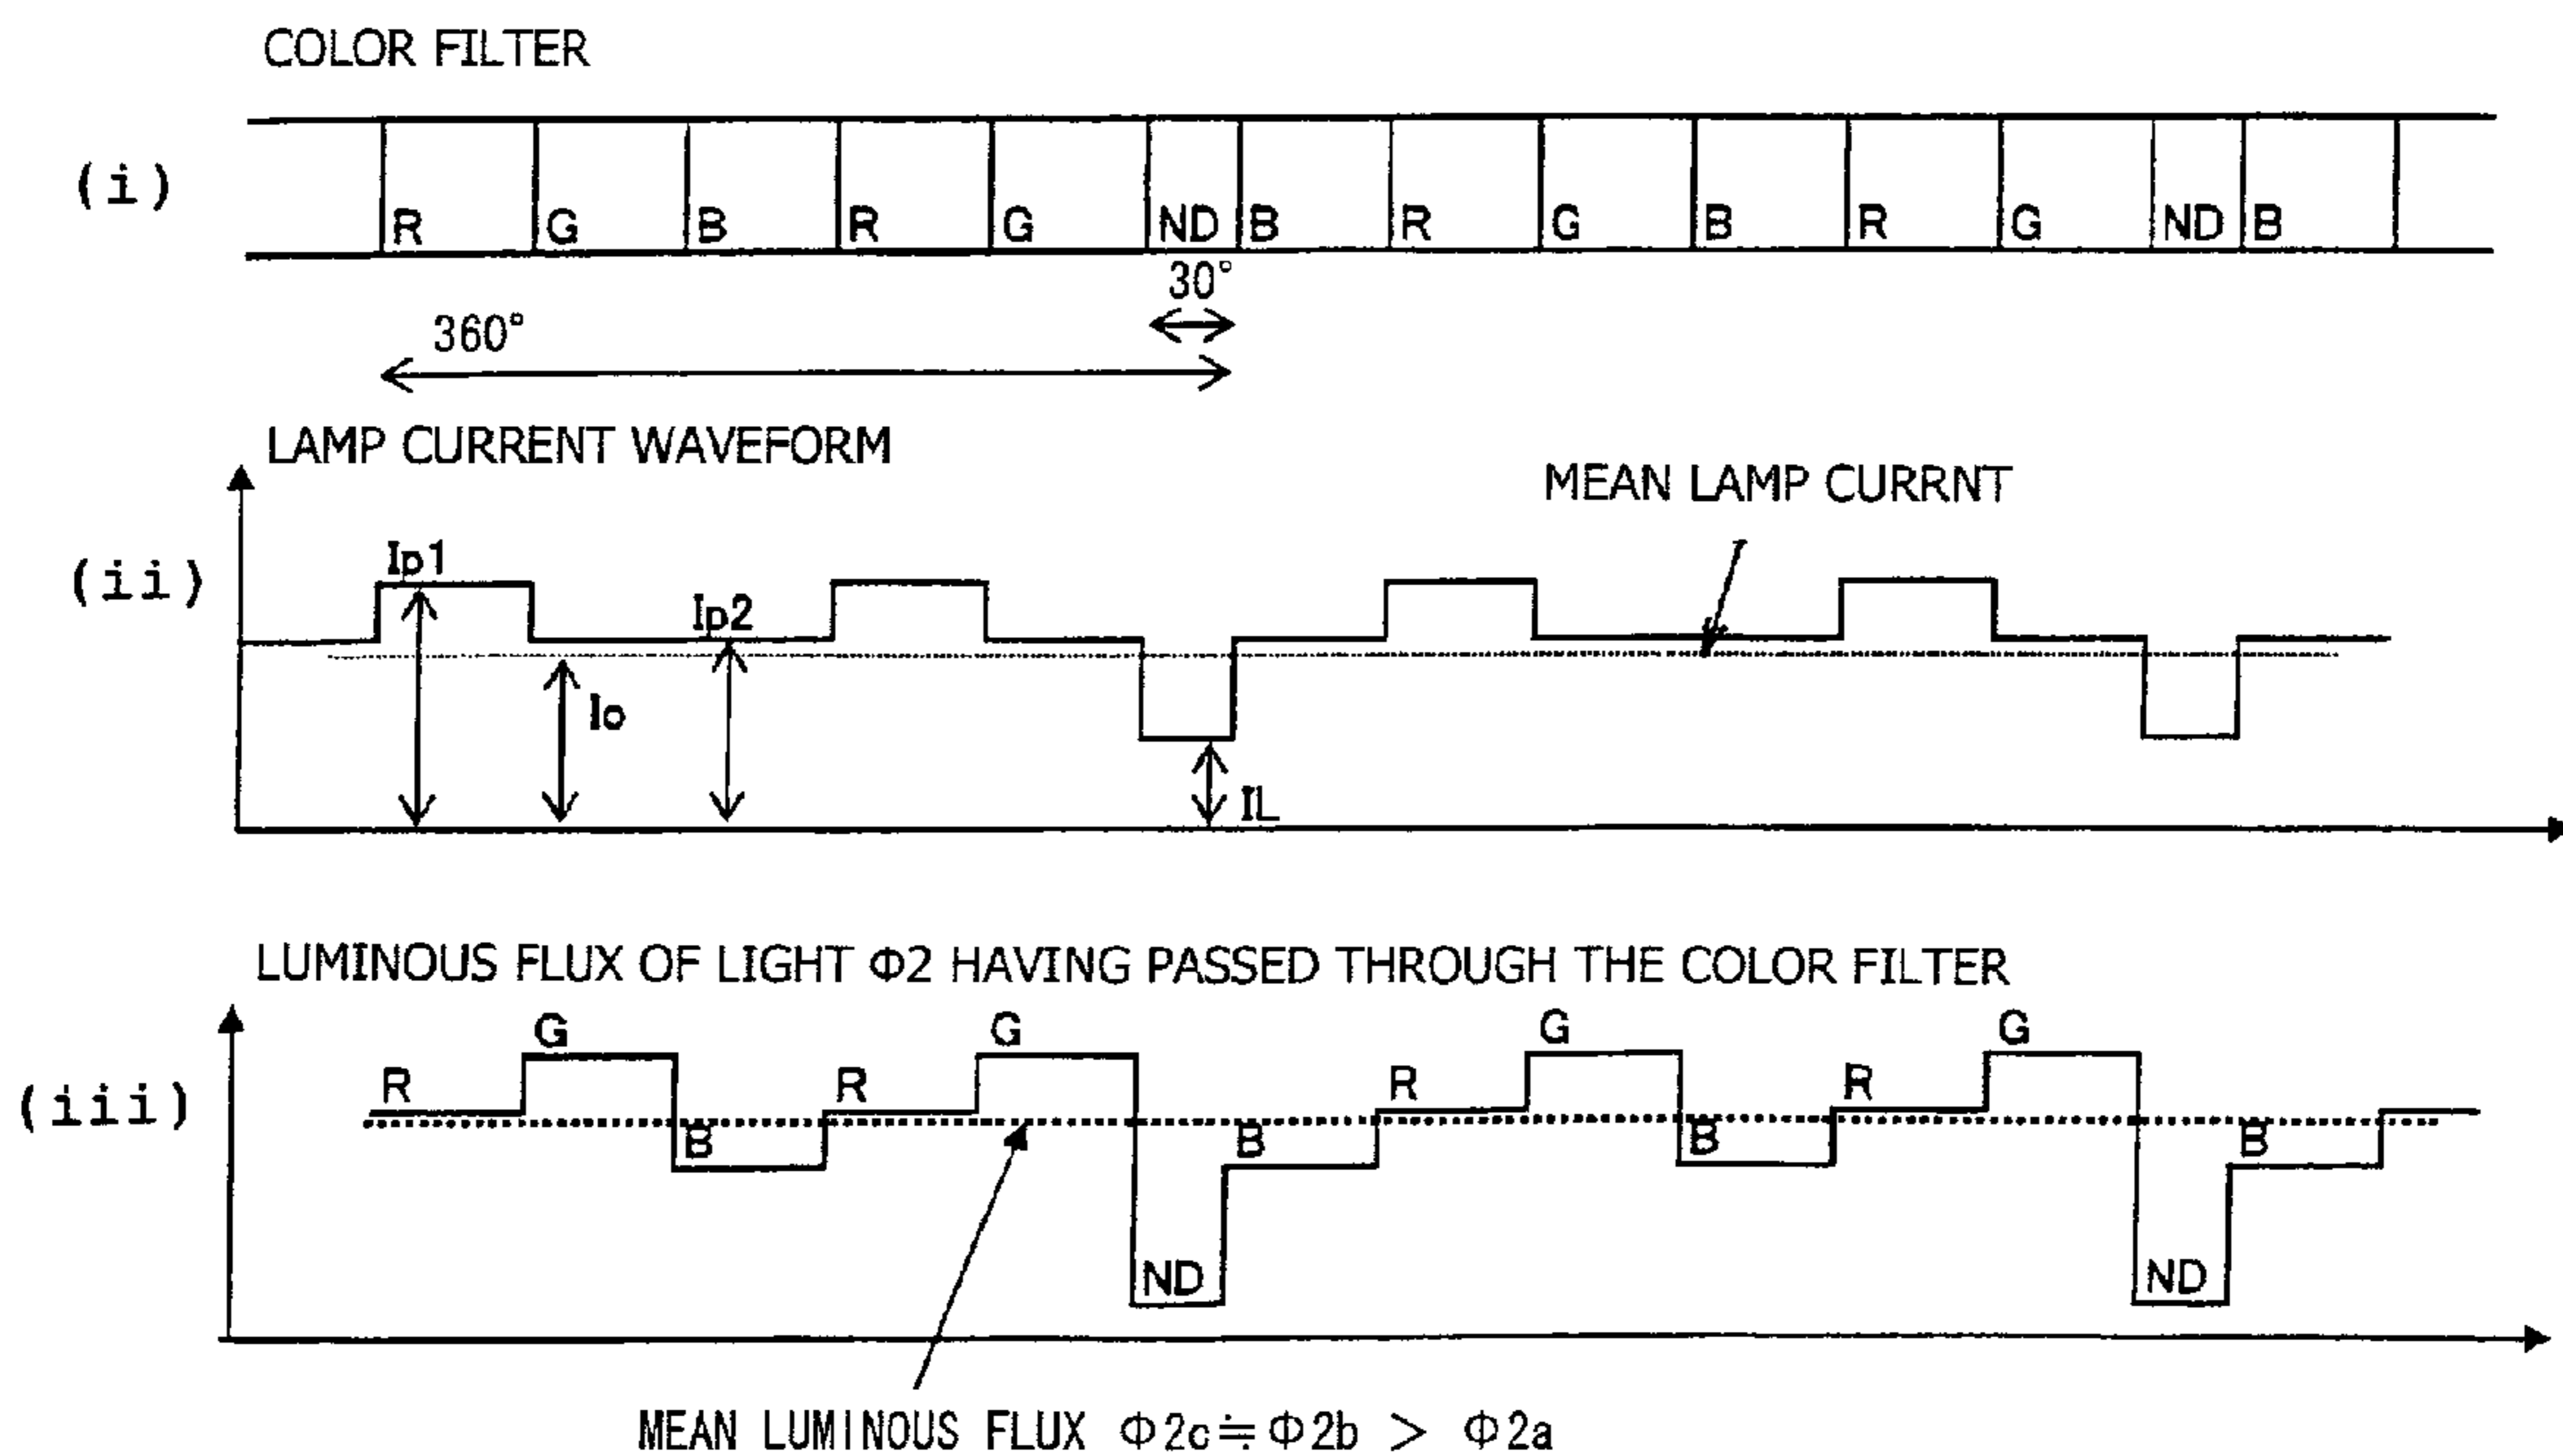 COLOR FILTER
(i)
R G B R G ND B R G B R G ND B
30°
360°
LAMP CURRENT WAVEFORM
MEAN LAMP CURRNT
(ii)
Ip1
Ip2
Io
IL
LUMINOUS FLUX OF LIGHT Φ2 HAVING PASSED THROUGH THE COLOR FILTER
(iii)
R G B R G ND B R G B R G ND B
MEAN LUMINOUS FLUX Φ2c≒Φ2b > Φ2a